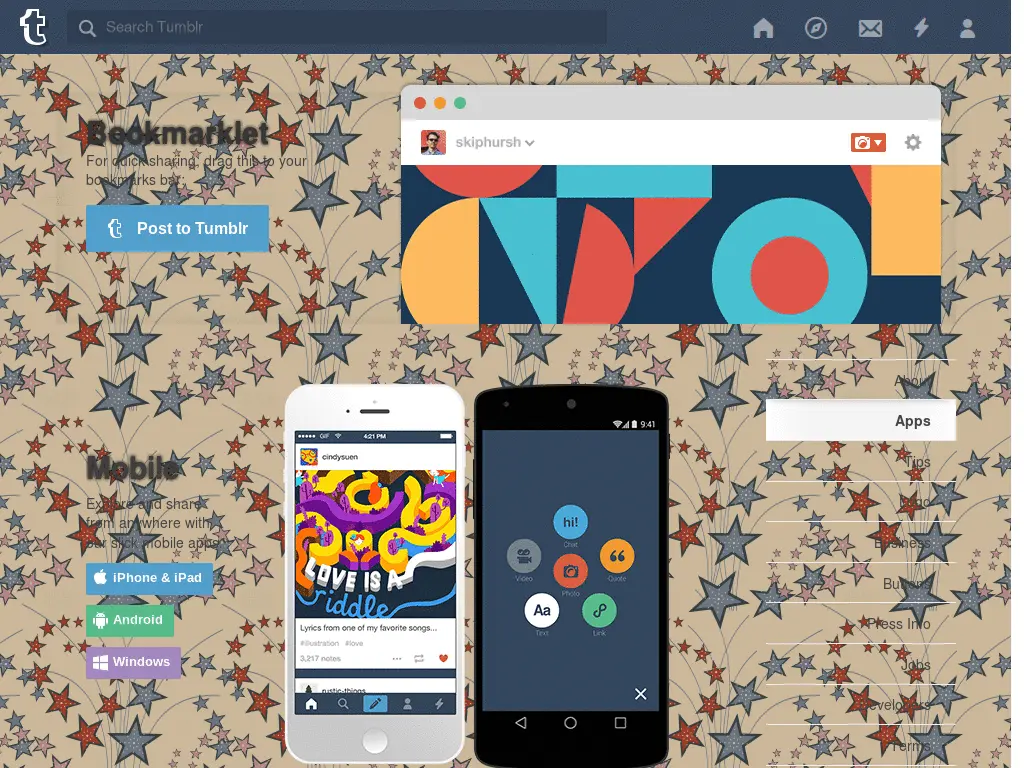 Search Tumblr
Bookmarklet
For quick sharing, drag this to your
bookmarks bar:
Post to Tumblr
skiphursh
Mobile
Explore and share
from anywhere with
our slick mobile apps.
iPhone & iPad
Android
Windows
GIF
4:21 PM
cindysuen
LOVE IS A
riddle
Lyrics from one of my favorite songs...
#illustration #love
3,217 notes
rustic-things
9:41
hi!
Chat
Video
Quote
Photo
Aa
Text
Link
About
Apps
Tips
Logo
Business
Buttons
Press Info
Jobs
Developers
Terms